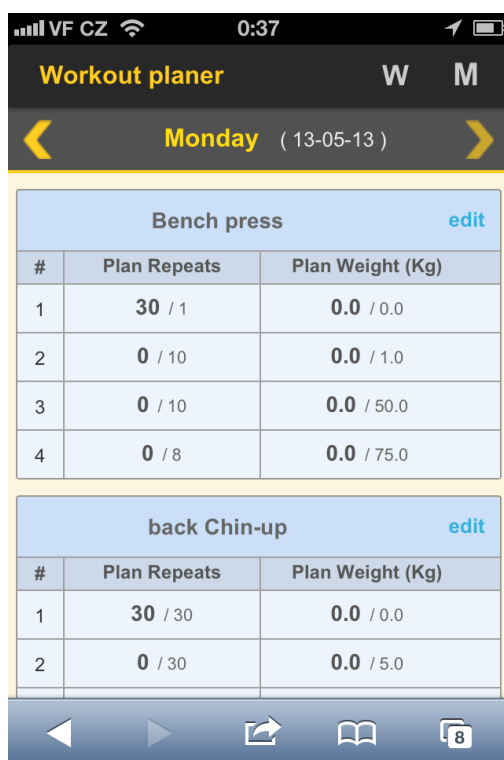 VF CZ 0:37
Workout planer W M
Monday ( 13-05-13 )
Bench press edit
# Plan Repeats Plan Weight (Kg)
1 30 / 1 0.0 / 0.0
2 0 / 10 0.0 / 1.0
3 0 / 10 0.0 / 50.0
4 0 / 8 0.0 / 75.0
back Chin-up edit
# Plan Repeats Plan Weight (Kg)
1 30 / 30 0.0 / 0.0
2 0 / 30 0.0 / 5.0
8